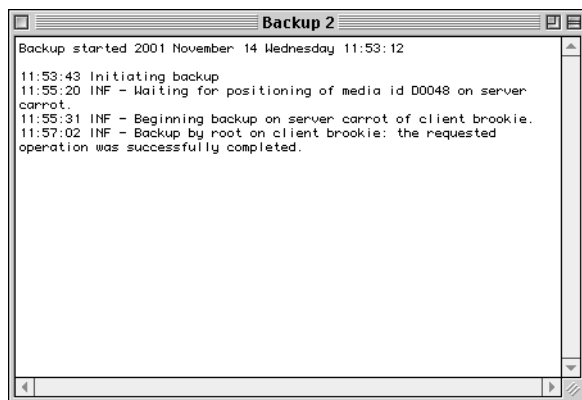 Backup 2
Backup started 2001 November 14 Wednesday 11:53:12
11:53:43 Initiating backup
11:55:20 INF - Waiting for positioning of media id D0048 on server
carrot.
11:55:31 INF - Beginning backup on server carrot of client brookie.
11:57:02 INF - Backup by root on client brookie: the requested
operation was successfully completed.